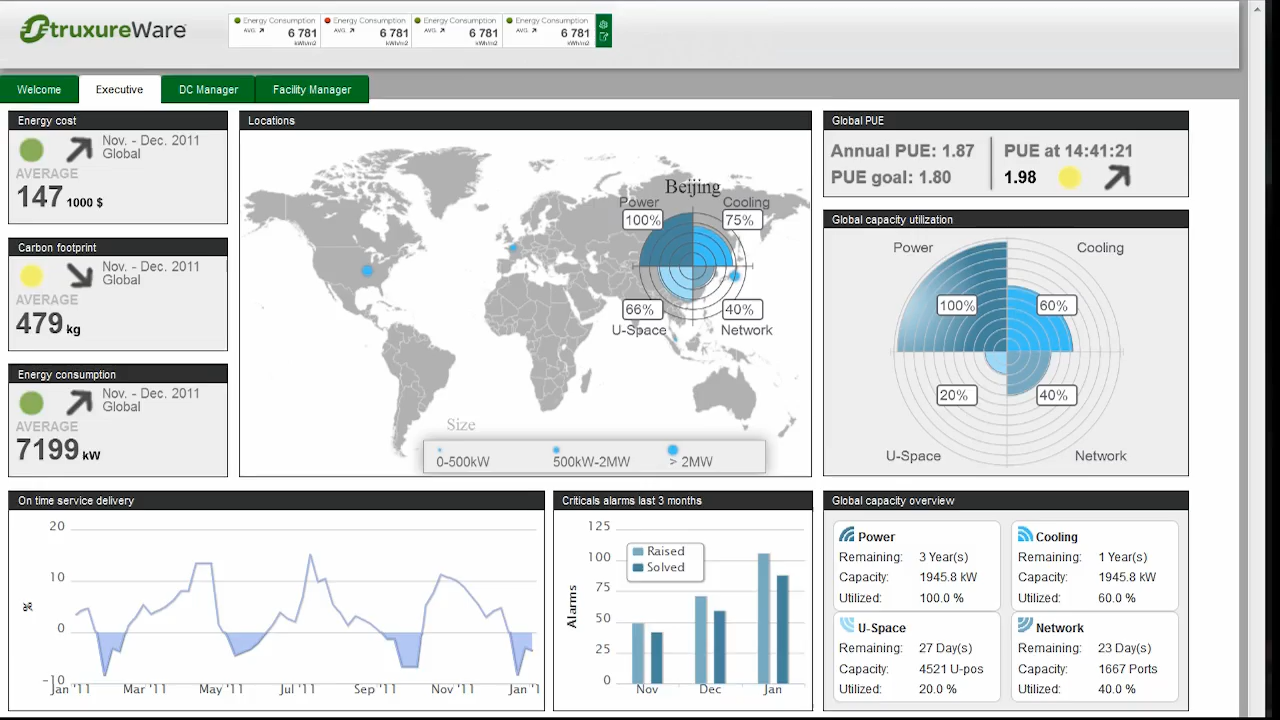 StruxureWare
Energy Consumption
AVG.
6 781
kWh/m2
Energy Consumption
AVG.
6 781
kWh/m2
Energy Consumption
AVG.
6 781
kWh/m2
Energy Consumption
AVG.
6 781
kWh/m2
Welcome
Executive
DC Manager
Facility Manager
Energy cost
Nov. - Dec. 2011
Global
AVERAGE
147 1000 $
Carbon footprint
Nov. - Dec. 2011
Global
AVERAGE
479 kg
Energy consumption
Nov. - Dec. 2011
Global
AVERAGE
7199 kW
Locations
Beijing
Power
Cooling
100%
75%
66%
40%
U-Space
Network
Size
0-500kW
500kW-2MW
> 2MW
Global PUE
Annual PUE: 1.87
PUE goal: 1.80
PUE at 14:41:21
1.98
Global capacity utilization
Power
Cooling
100%
60%
20%
40%
U-Space
Network
On time service delivery
20
10
%
0
-10
Jan '11
Mar '11
May '11
Jul '11
Sep '11
Nov '11
Jan '1
Criticals alarms last 3 months
125
100
75
50
25
0
Alarms
Raised
Solved
Nov
Dec
Jan
Global capacity overview
Power
Remaining: 3 Year(s)
Capacity: 1945.8 kW
Utilized: 100.0 %
Cooling
Remaining: 1 Year(s)
Capacity: 1945.8 kW
Utilized: 60.0 %
U-Space
Remaining: 27 Day(s)
Capacity: 4521 U-pos
Utilized: 20.0 %
Network
Remaining: 23 Day(s)
Capacity: 1667 Ports
Utilized: 40.0 %